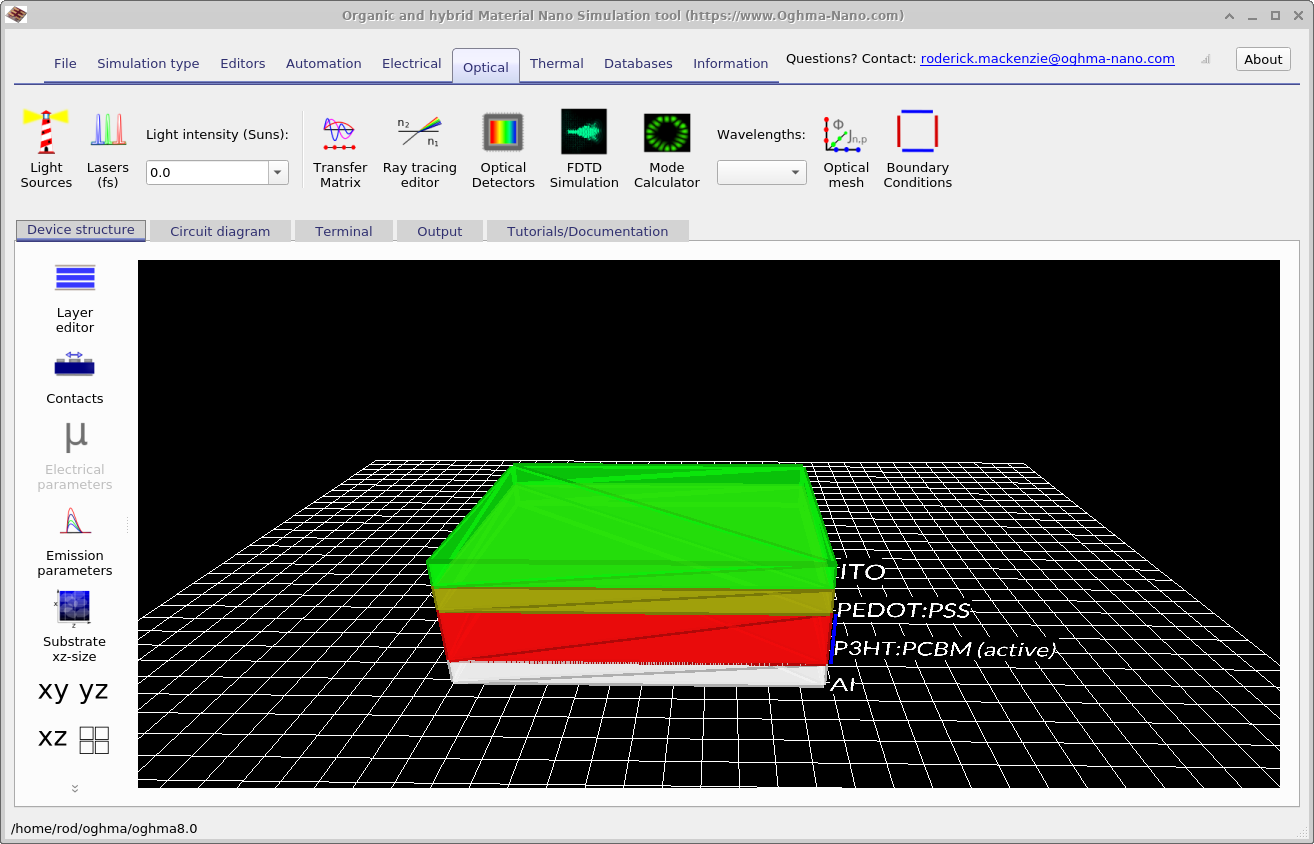 Organic and hybrid Material Nano Simulation tool (https://www.Oghma-Nano.com)
File Simulation type Editors Automation Electrical Optical Thermal Databases Information Questions? Contact: roderick.mackenzie@oghma-nano.com About
Light
Sources
Lasers
(fs)
Light intensity (Suns):
0.0
Transfer
Matrix
n2
n1
Ray tracing
editor
Optical
Detectors
FDTD
Simulation
Mode
Calculator
Wavelengths:
Φ
Jn,p
Optical
mesh
Boundary
Conditions
Device structure Circuit diagram Terminal Output Tutorials/Documentation
Layer
editor
Contacts
μ
Electrical
parameters
Emission
parameters
x
z
Substrate
xz-size
xy yz
xz
ITO
PEDOT:PSS
P3HT:PCBM (active)
Al
/home/rod/oghma/oghma8.0